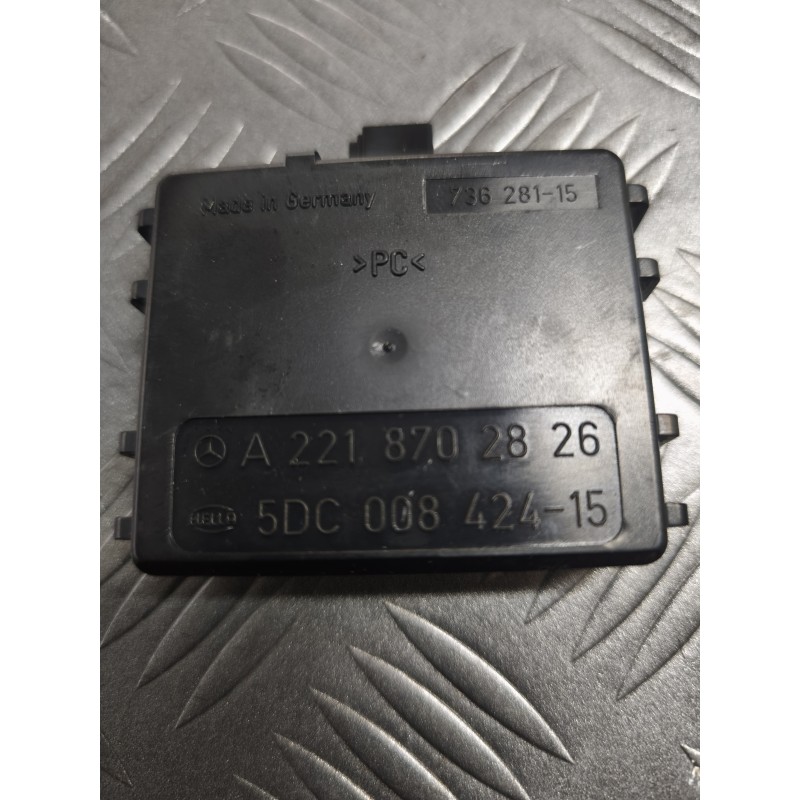 Made in Germany
736 281-15
>PC<
A 221 870 28 26
HELLA
5DC 008 424-15